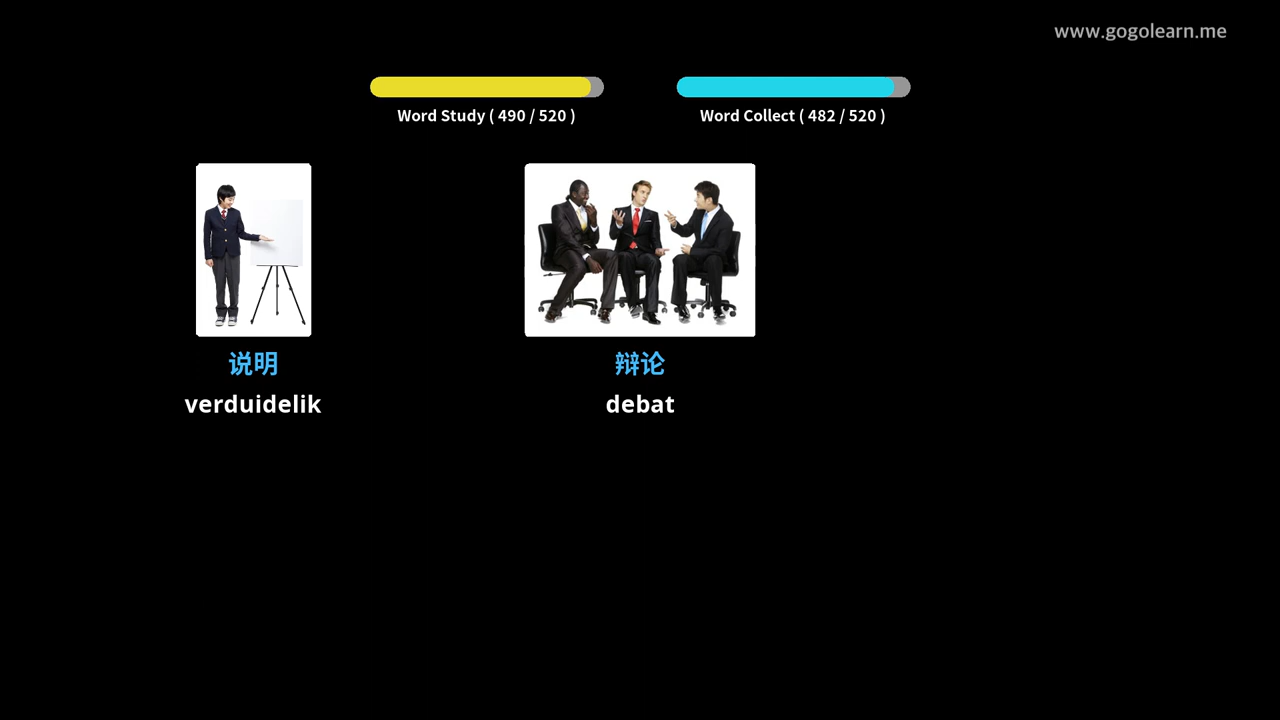 www.gogolearn.me
Word Study ( 490 / 520 )
Word Collect ( 482 / 520 )
说明
verduidelik
辩论
debat